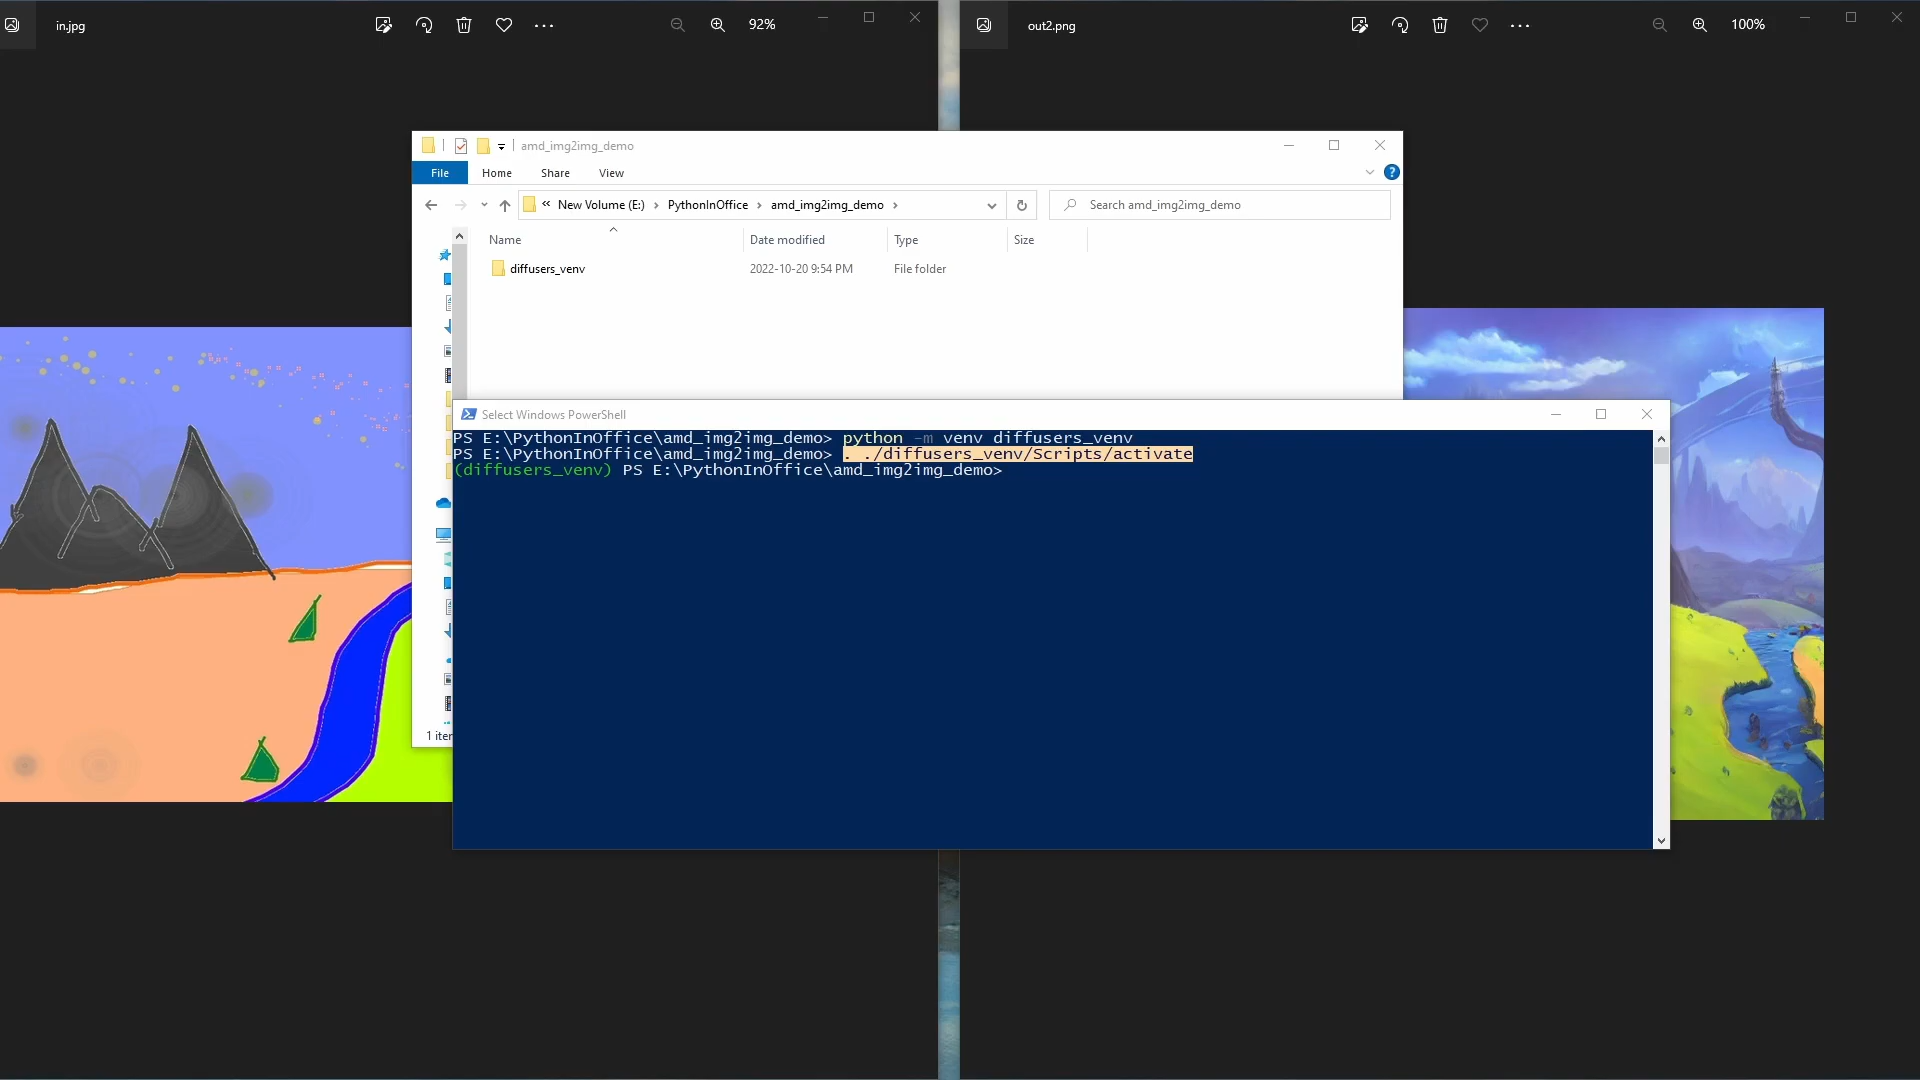 in.jpg
92%
out2.png
100%
amd_img2img_demo
File Home Share View
« New Volume (E:) › PythonInOffice › amd_img2img_demo ›
Search amd_img2img_demo
Name Date modified Type Size
diffusers_venv 2022-10-20 9:54 PM File folder
Select Windows PowerShell
PS E:\PythonInOffice\amd_img2img_demo> python -m venv diffusers_venv
PS E:\PythonInOffice\amd_img2img_demo> . ./diffusers_venv/Scripts/activate
(diffusers_venv) PS E:\PythonInOffice\amd_img2img_demo>
1